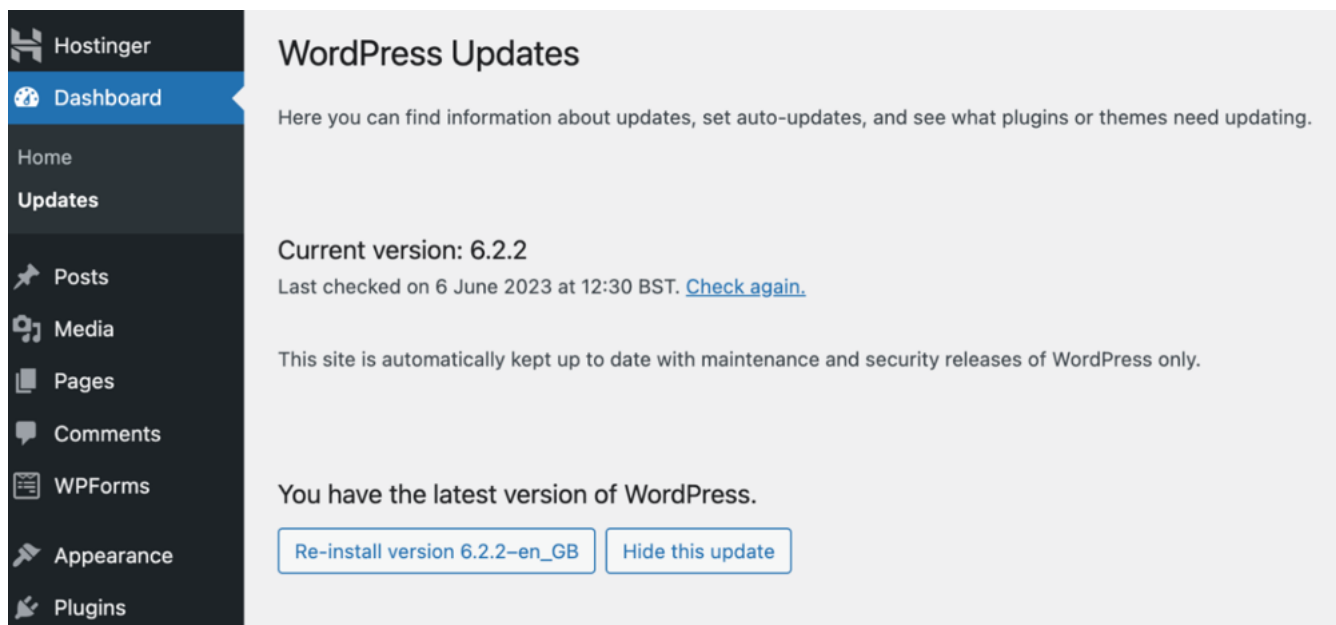 Hostinger
Dashboard
Home
Updates
Posts
Media
Pages
Comments
WPForms
Appearance
Plugins
WordPress Updates
Here you can find information about updates, set auto-updates, and see what plugins or themes need updating.
Current version: 6.2.2
Last checked on 6 June 2023 at 12:30 BST. Check again.
This site is automatically kept up to date with maintenance and security releases of WordPress only.
You have the latest version of WordPress.
Re-install version 6.2.2–en_GB
Hide this update